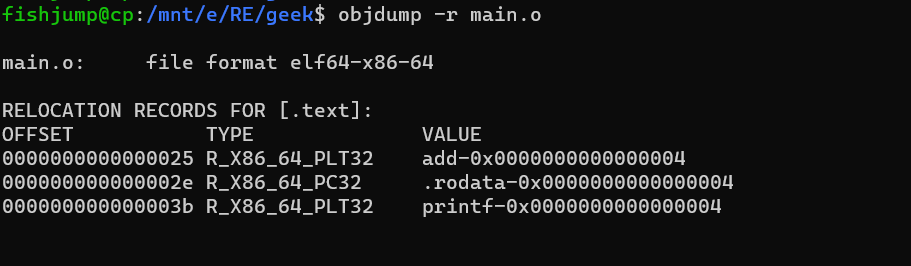 fishjump@cp:/mnt/e/RE/geek$ objdump -r main.o
main.o:     file format elf64-x86-64
RELOCATION RECORDS FOR [.text]:
OFFSET           TYPE              VALUE
0000000000000025 R_X86_64_PLT32    add-0x0000000000000004
000000000000002e R_X86_64_PC32     .rodata-0x0000000000000004
000000000000003b R_X86_64_PLT32    printf-0x0000000000000004